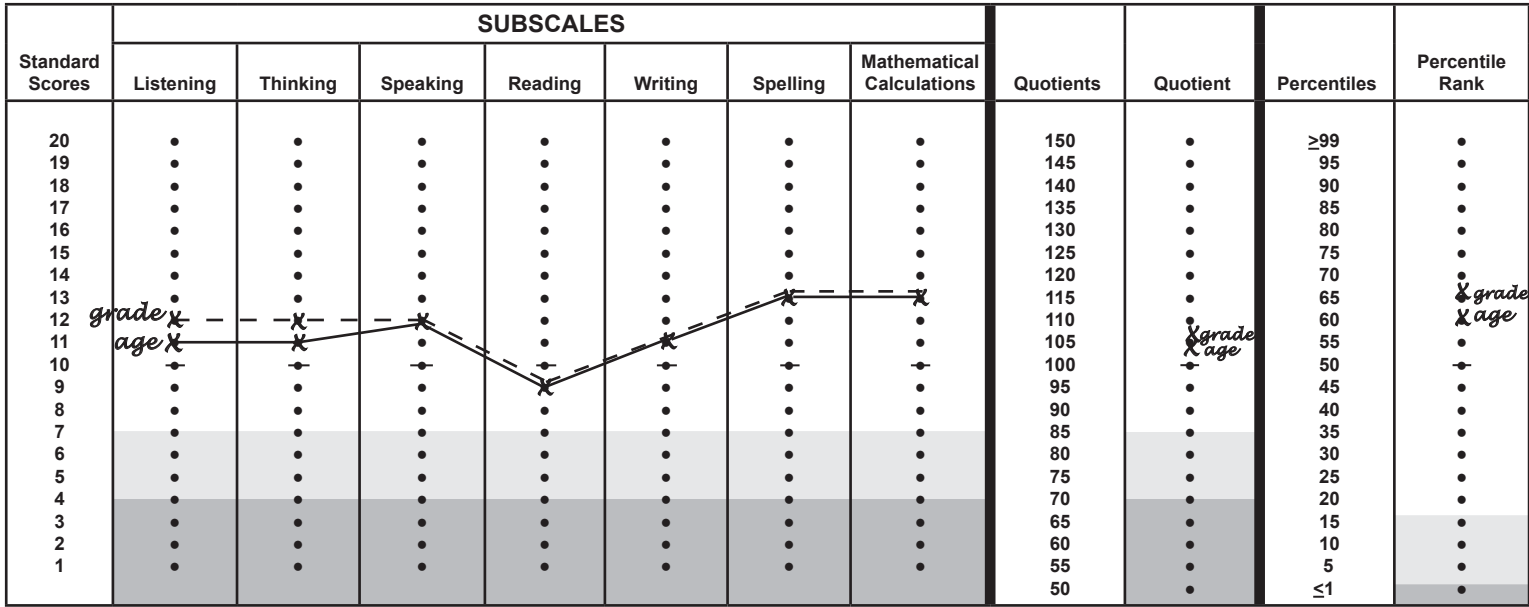 SUBSCALES
Standard Scores Listening Thinking Speaking Reading Writing Spelling Mathematical Calculations Quotients Quotient Percentiles Percentile Rank
20 150 ≥99
19 145 95
18 140 90
17 135 85
16 130 80
15 125 75
14 120 70
13 115 65 grade
grade 12 110 60 age
age 11 105 grade 55
age
10 100 50
9 95 45
8 90 40
7 85 35
6 80 30
5 75 25
4 70 20
3 65 15
2 60 10
1 55 5
50 ≤1